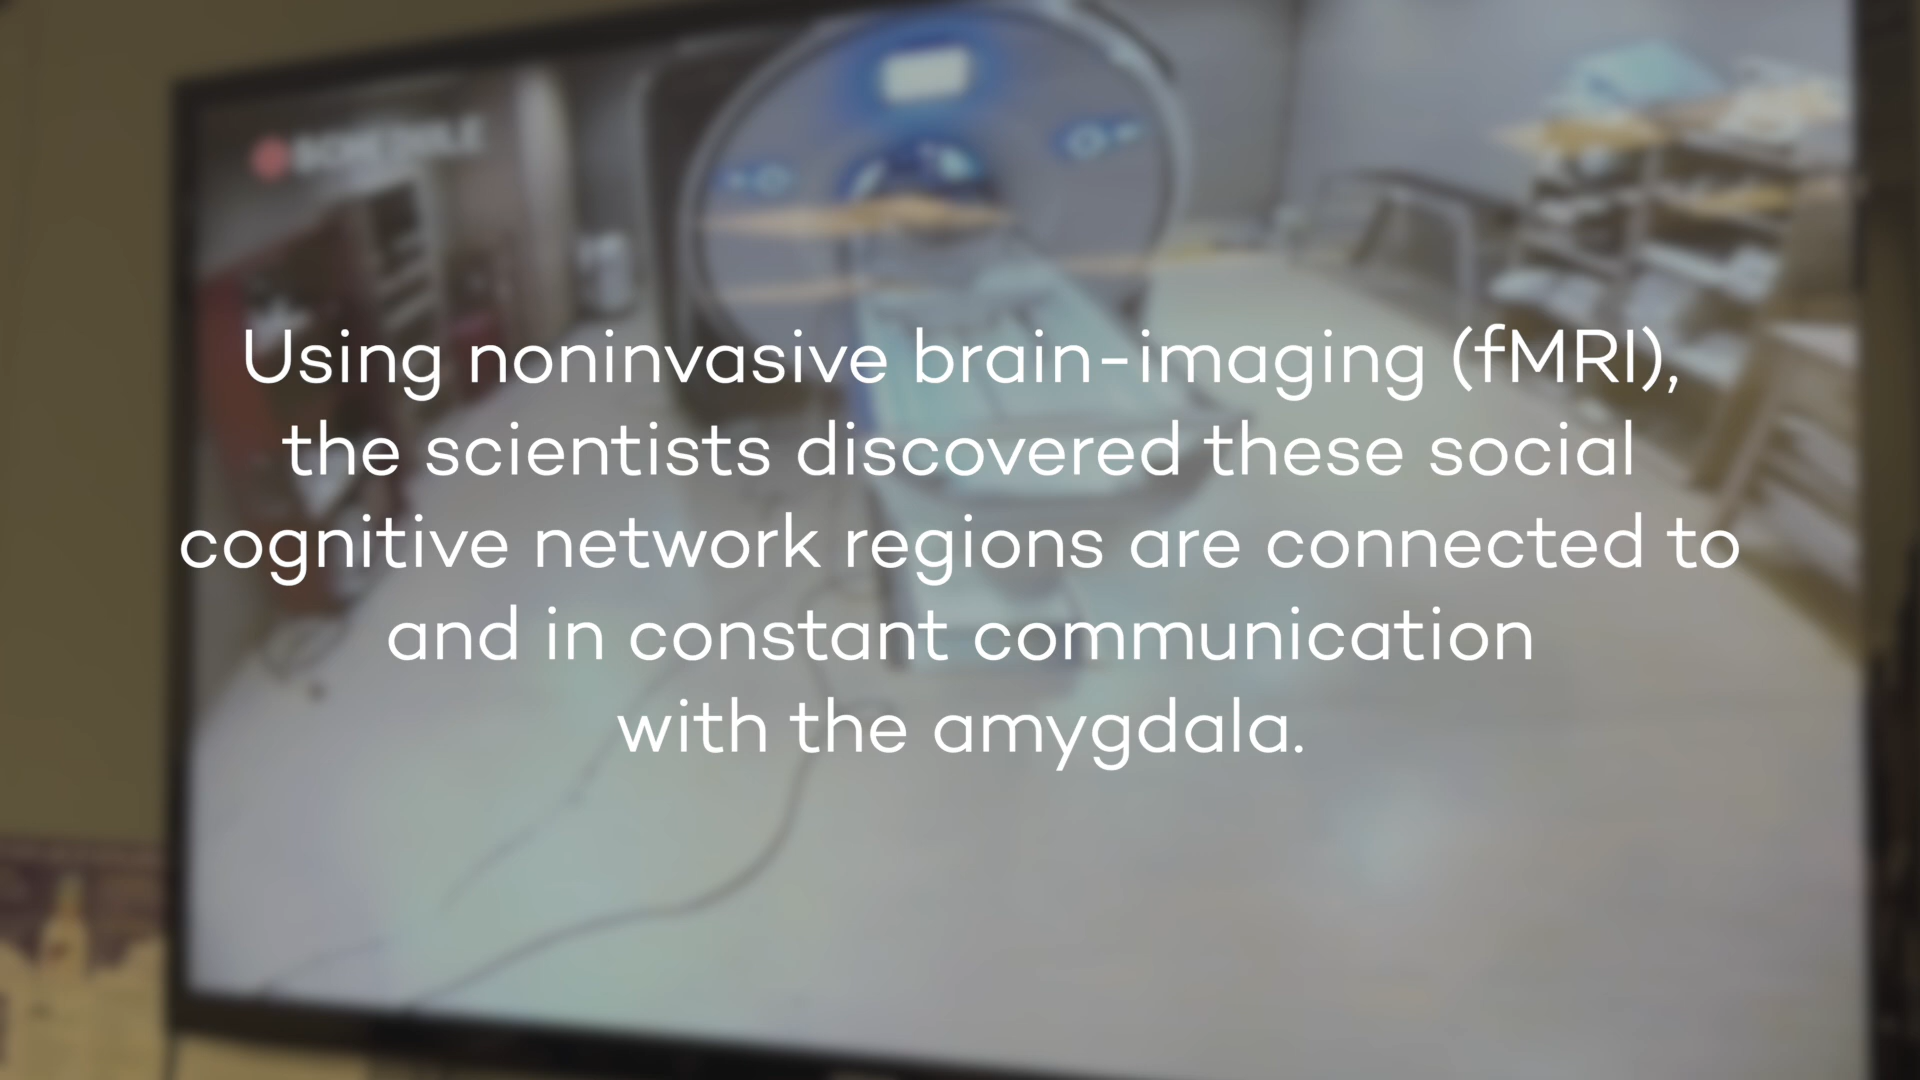 SCHEDULE
Using noninvasive brain-imaging (fMRI),
the scientists discovered these social
cognitive network regions are connected to
and in constant communication
with the amygdala.